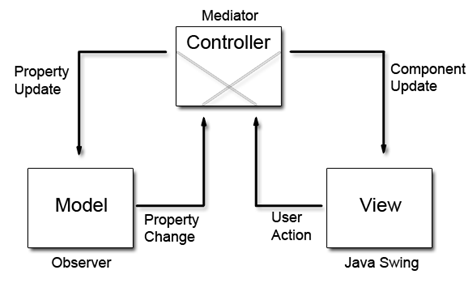 Mediator
Controller
Property
Update
Component
Update
Model
Property
Change
User
Action
View
Observer
Java Swing